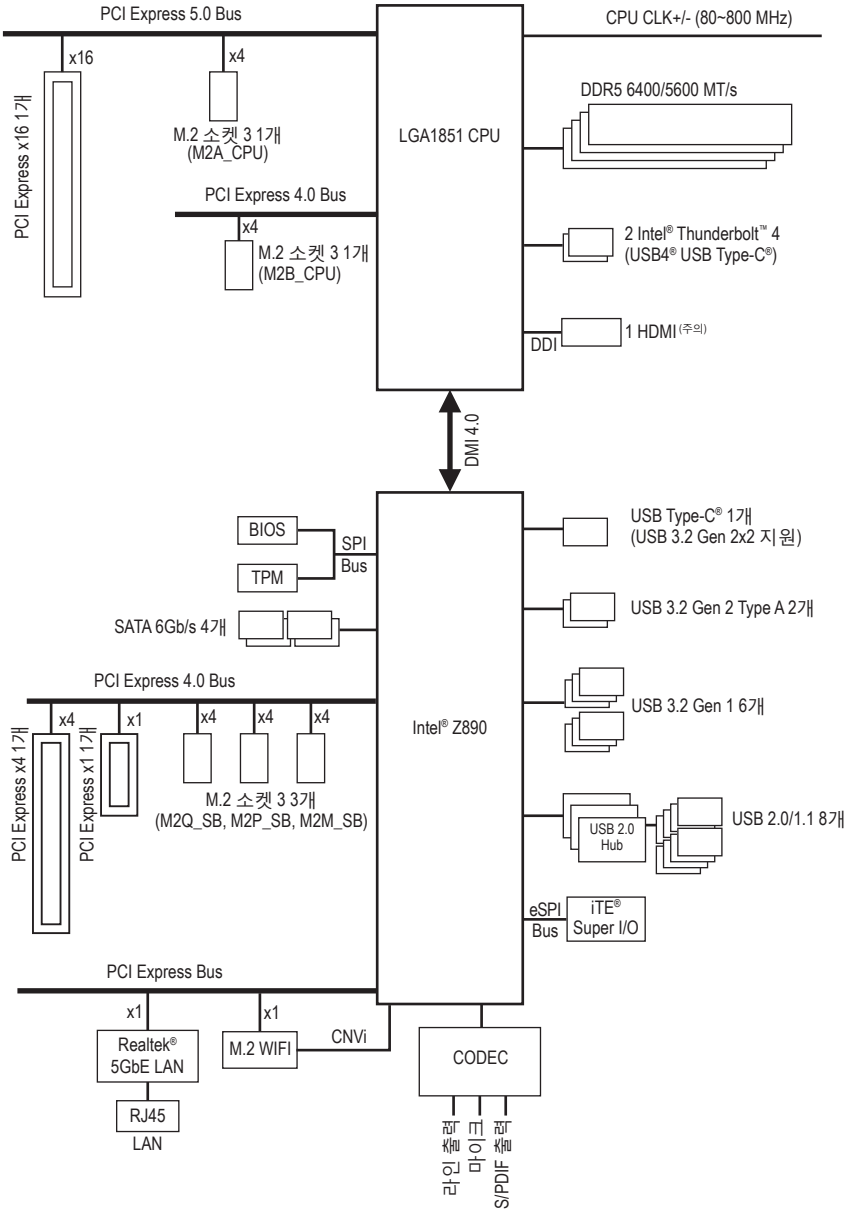 PCI Express 5.0 Bus
CPU CLK+/- (80~800 MHz)
x16
x4
PCI Express x16 1개
M.2 소켓 3 1개
(M2A_CPU)
LGA1851 CPU
DDR5 6400/5600 MT/s
PCI Express 4.0 Bus
x4
M.2 소켓 3 1개
(M2B_CPU)
2 Intel® Thunderbolt™ 4
(USB4® USB Type-C®)
DDI
1 HDMI (주의)
DMI 4.0
BIOS
TPM
SPI
Bus
USB Type-C® 1개
(USB 3.2 Gen 2x2 지원)
SATA 6Gb/s 4개
USB 3.2 Gen 2 Type A 2개
PCI Express 4.0 Bus
x4
x1
x4
x4
x4
PCI Express x4 1개
PCI Express x1 1개
M.2 소켓 3 3개
(M2Q_SB, M2P_SB, M2M_SB)
Intel® Z890
USB 3.2 Gen 1 6개
USB 2.0
Hub
USB 2.0/1.1 8개
eSPI
Bus
iTE®
Super I/O
PCI Express Bus
x1
x1
Realtek®
5GbE LAN
M.2 WIFI
CNVi
CODEC
RJ45
LAN
라인 출력
마이크
S/PDIF 출력